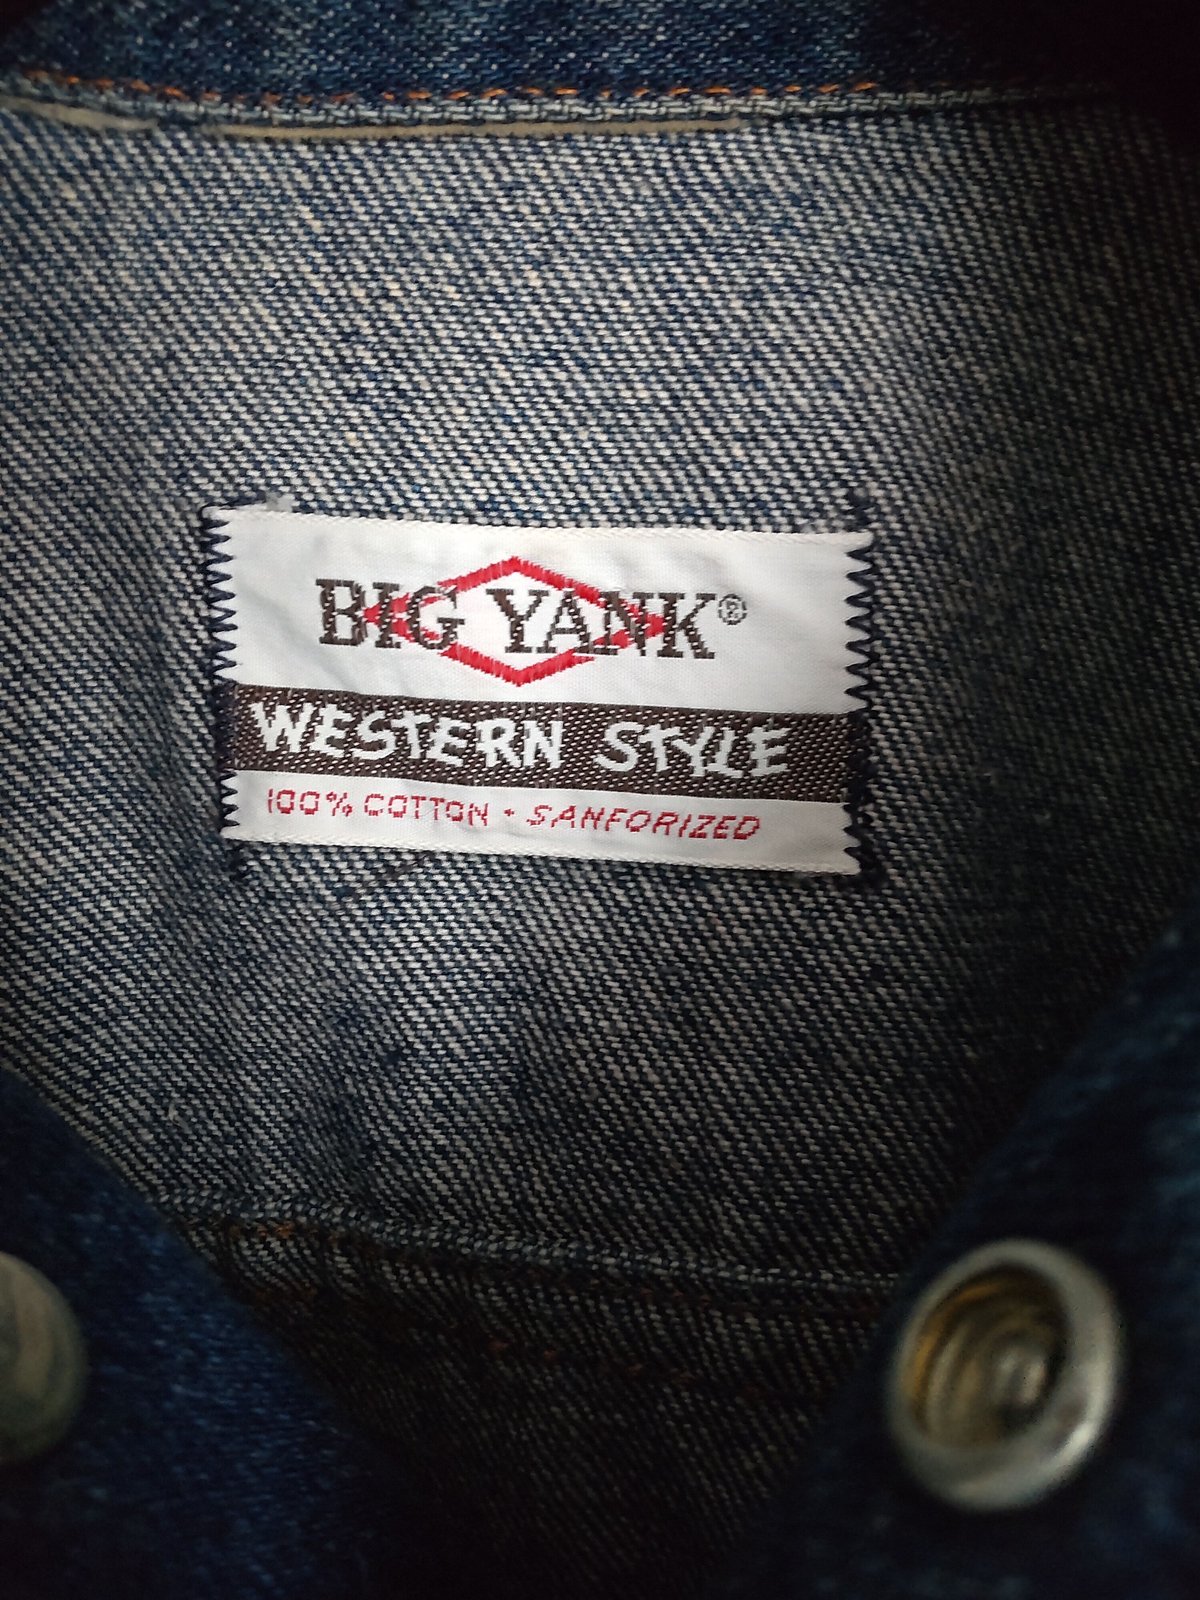 BIG YANK®
WESTERN STYLE
100% COTTON • SANFORIZED